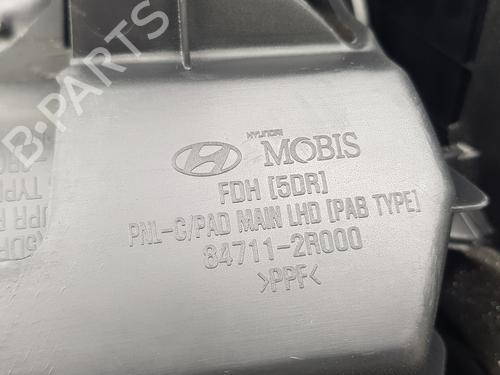 HYUNDAI MOBIS
FDH [5DR]
PNL-C/PAD MAIN LHD [PAB TYPE]
84711-2R000
>PPF<
B-PARTS